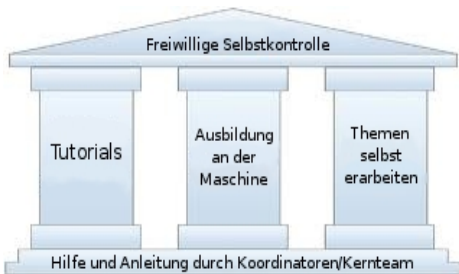 Freiwillige Selbstkontrolle
Tutorials
Ausbildung
an der
Maschine
Themen
selbst
erarbeiten
Hilfe und Anleitung durch Koordinatoren/Kernteam